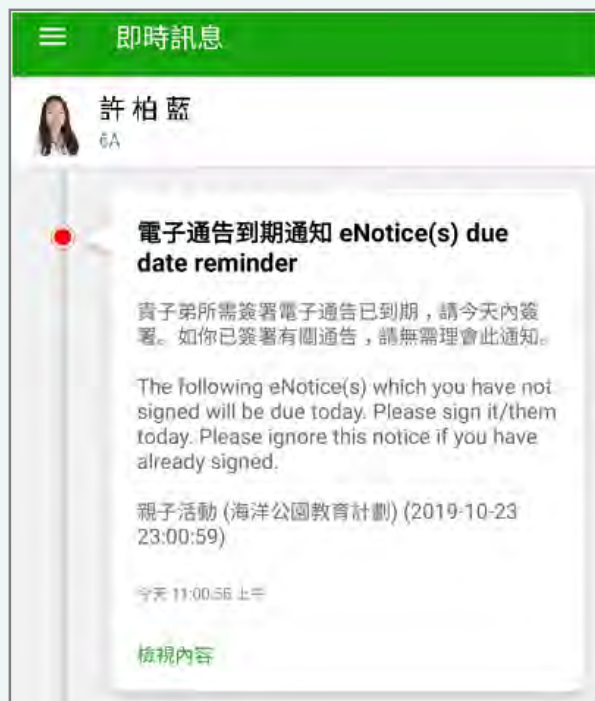 即時訊息
許 柏 藍
6A
電子通告到期通知 eNotice(s) due
date reminder
貴子弟所需簽署電子通告已到期，請今天內簽
署。如你已簽署有關通告，請無需理會此通知。
The following eNotice(s) which you have not
signed will be due today. Please sign it/them
today. Please ignore this notice if you have
already signed.
親子活動 (海洋公園教育計劃) (2019-10-23
23:00:59)
今天 11:00:56 上午
檢視內容